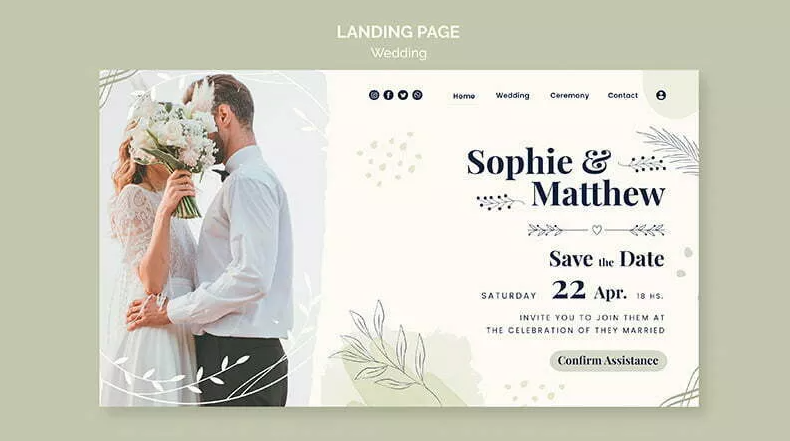 LANDING PAGE
Wedding
Home Wedding Ceremony Contact
Sophie &
Matthew
Save the Date
SATURDAY 22 Apr. 18 HS.
INVITE YOU TO JOIN THEM AT
THE CELEBRATION OF THEY MARRIED
Confirm Assistance